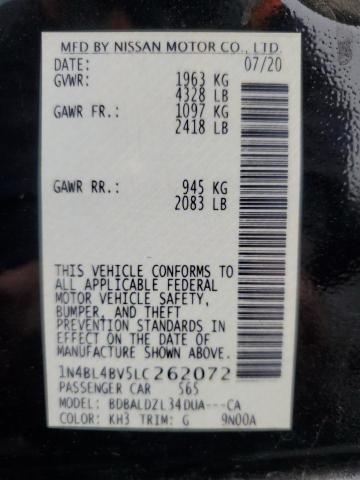 MFD BY NISSAN MOTOR CO., LTD.
DATE: 07/20
GVWR: 1963 KG
4328 LB
GAWR FR.: 1097 KG
2418 LB
GAWR RR.: 945 KG
2083 LB
THIS VEHICLE CONFORMS TO
ALL APPLICABLE FEDERAL
MOTOR VEHICLE SAFETY,
BUMPER, AND THEFT
PREVENTION STANDARDS IN
EFFECT ON THE DATE OF
MANUFACTURE SHOWN ABOVE.
1N4BL4BV5LC262072
PASSENGER CAR 565
MODEL: BDBALDZL34DUA---CA
COLOR: KH3 TRIM: G 9N00A